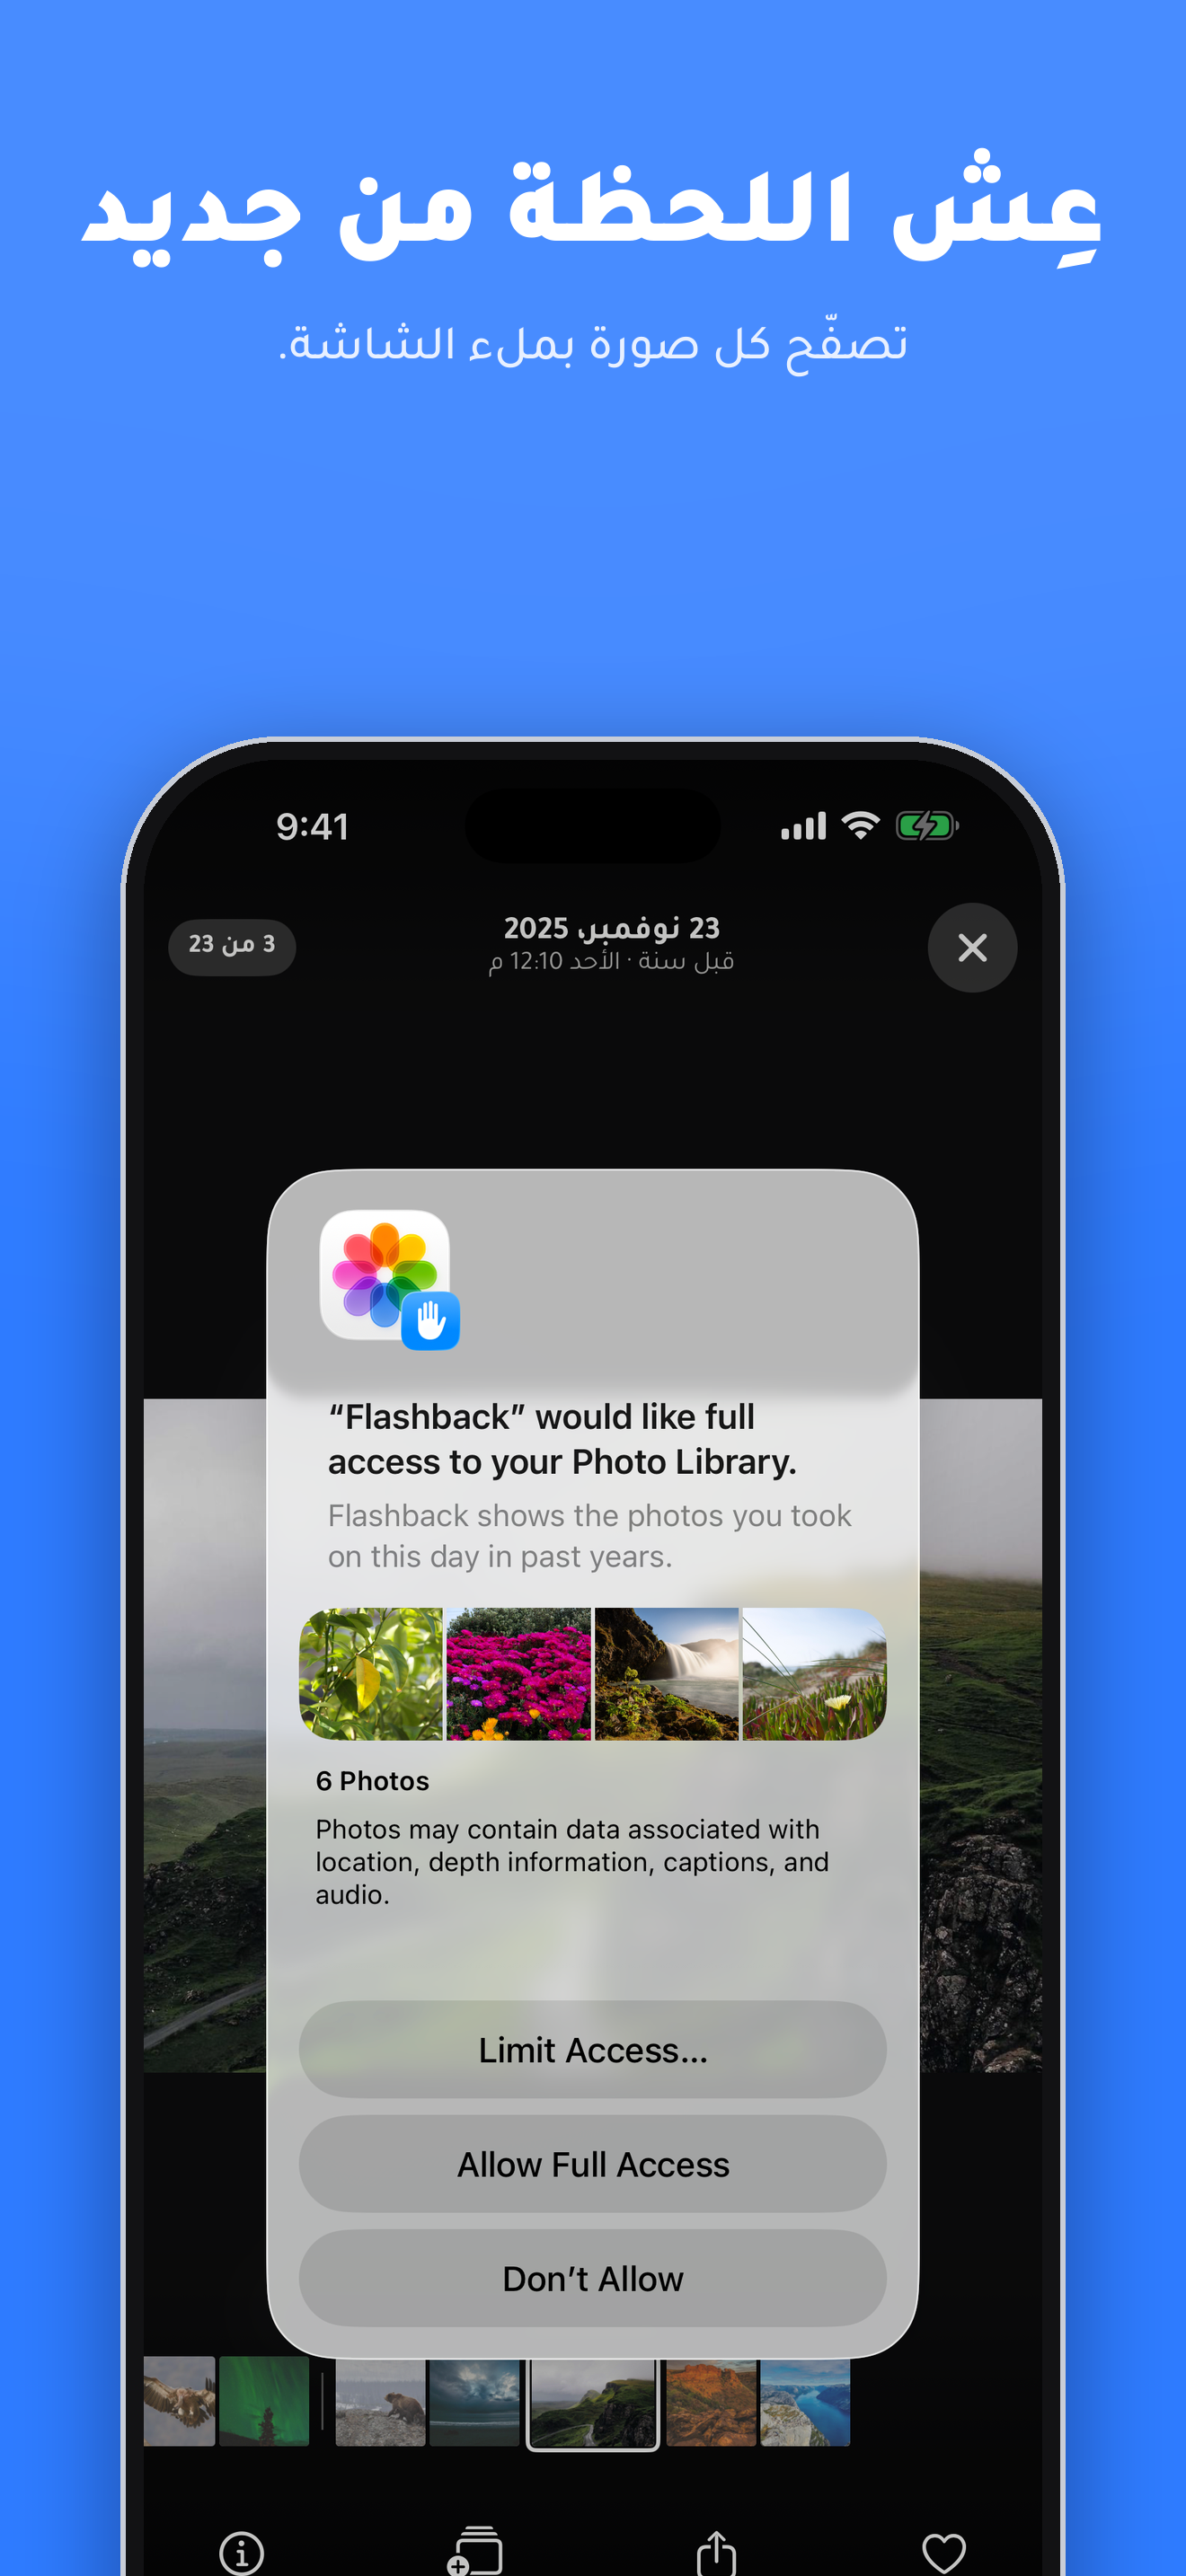 عِش اللحظة من جديد
تصفّح كل صورة بملء الشاشة.
9:41
23 نوفمبر، 2025
قبل سنة · الأحد 12:10 م
3 من 23
“Flashback” would like full
access to your Photo Library.
Flashback shows the photos you took
on this day in past years.
6 Photos
Photos may contain data associated with
location, depth information, captions, and
audio.
Limit Access...
Allow Full Access
Don’t Allow